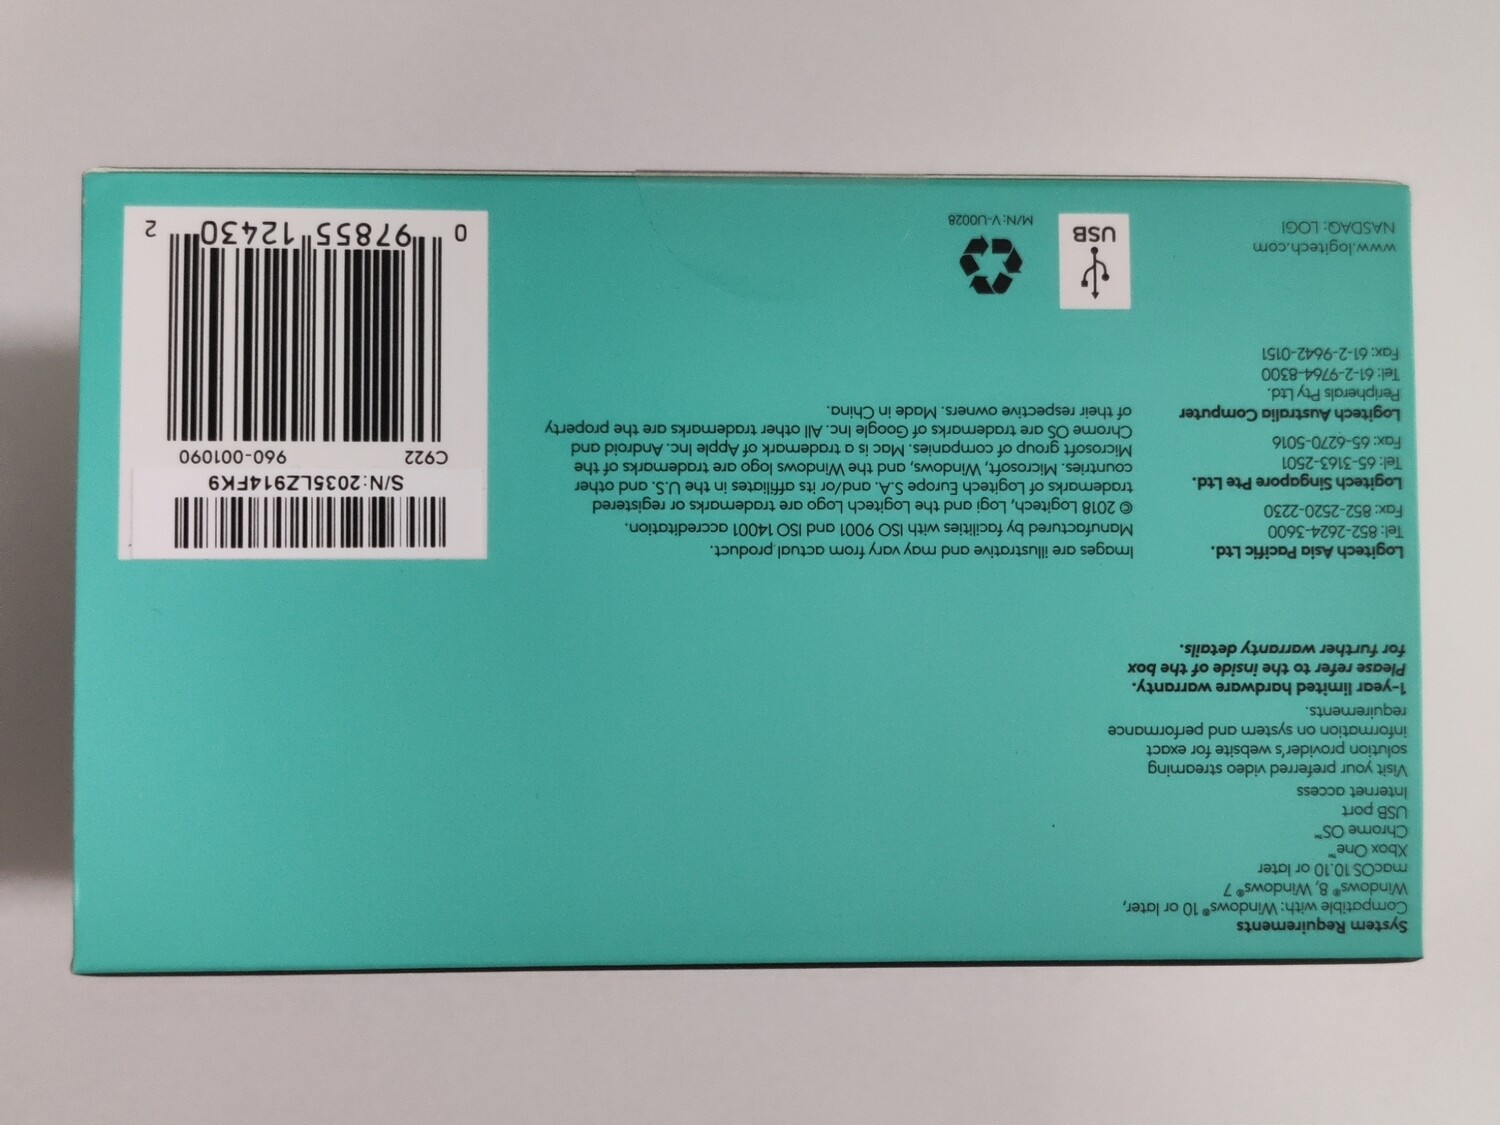 System Requirements
Compatible with: Windows® 10 or later,
Windows® 8, Windows® 7
macOS 10.10 or later
Xbox One™
Chrome OS™
USB port
Internet access
Visit your preferred video streaming
solution provider's website for exact
information on system and performance
requirements.
1-year limited hardware warranty.
Please refer to the inside of the box
for further warranty details.
Logitech Asia Pacific Ltd.
Tel: 852-2624-3600
Fax: 852-2520-2230
Logitech Singapore Pte Ltd.
Tel: 65-3163-2501
Fax: 65-6270-5016
Logitech Australia Computer
Peripherals Pty Ltd.
Tel: 61-2-9764-8300
Fax: 61-2-9642-0151
www.logitech.com
NASDAQ: LOGI
Images are illustrative and may vary from actual product.
Manufactured by facilities with ISO 9001 and ISO 14001 accreditation.
© 2018 Logitech, Logi and the Logitech Logo are trademarks or registered
trademarks of Logitech Europe S.A. and/or its affiliates in the U.S. and other
countries. Microsoft, Windows, and the Windows logo are trademarks of the
Microsoft group of companies. Mac is a trademark of Apple Inc. Android and
Chrome OS are trademarks of Google Inc. All other trademarks are the property
of their respective owners. Made in China.
USB
M/N:V-U0028
S/N:2035LZ914FK9
C922 960-001090
0 97855 12430 2